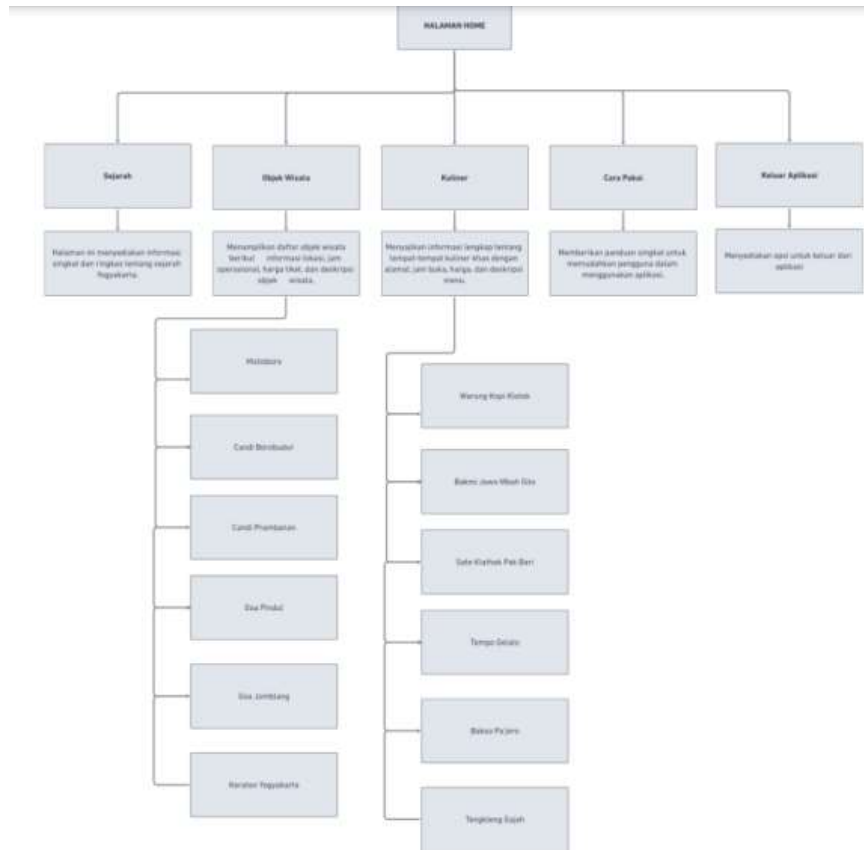 HALAMAN HOME
Sejarah
Objek Wisata
Kuliner
Cara Pakai
Keluar Aplikasi
Halaman ini menyediakan informasi
singkat dan ringkas tentang sejarah
Yogyakarta.
Menampilkan daftar objek wisata
berikut informasi lokasi, jam
operasional, harga tiket, dan deskripsi
objek wisata.
Menyajikan informasi lengkap tentang
tempat-tempat kuliner khas dengan
alamat, jam buka, harga, dan deskripsi
menu.
Memberikan panduan singkat untuk
memudahkan pengguna dalam
menggunakan aplikasi.
Menyediakan opsi untuk keluar dari
aplikasi
Malioboro
Candi Borobudur
Candi Prambanan
Goa Pindul
Goa Jomblang
Keraton Yogyakarta
Warung Kopi Klotok
Bakmi Jawa Mbah Gito
Sate Klathak Pak Bari
Tempo Gelato
Bakso Pa'jero
Tengkleng Gajah